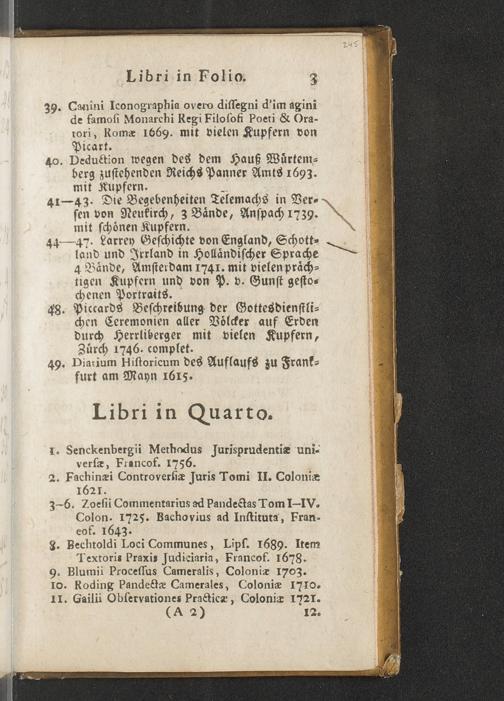 245
Libri in Folio. 3
39. Canini Iconographia overo dissegni d'im agini
de famosi Monarchi Regi Filosofi Poeti & Ora-
tori, Romæ 1669. mit vielen Kupfern von
Picart.
40. Deduction wegen des dem Hauß Würtem-
berg zustehenden Reichs Panner Amts 1693.
mit Kupfern.
41—43. Die Begebenheiten Telemachs in Ver-
sen von Neukirch, 3 Bände, Anspach 1739.
mit schönen Kupfern.
44—47. Larrey Geschichte von England, Schott-
land und Irrland in Holländischer Sprache
4 Bände, Amsterdam 1741. mit vielen präch-
tigen Kupfern und von P. v. Gunst gesto-
chenen Portraits.
48. Piccards Beschreibung der Gottesdienstli-
chen Ceremonien aller Völcker auf Erden
durch Herrliberger mit vielen Kupfern,
Zürch 1746. complet.
49. Diarium Historicum des Auflaufs zu Frank-
furt am Mayn 1615.
Libri in Quarto.
1. Senckenbergii Methodus Jurisprudentiæ uni-
versæ, Francof. 1756.
2. Fachinæi Controversiæ Juris Tomi II. Coloniæ
1621.
3-6. Zoesii Commentarius ad Pandectas Tom I—IV.
Colon. 1725. Bachovius ad Instituta, Fran-
cof. 1643.
8. Bechtoldi Loci Communes, Lips. 1689. Item
Textoris Praxis Judiciaria, Francof. 1678.
9. Blumii Processus Cameralis, Coloniæ 1703.
10. Roding Pandectæ Camerales, Coloniæ 1710.
11. Gailii Observationes Practicæ, Coloniæ 1721.
(A 2) 12.